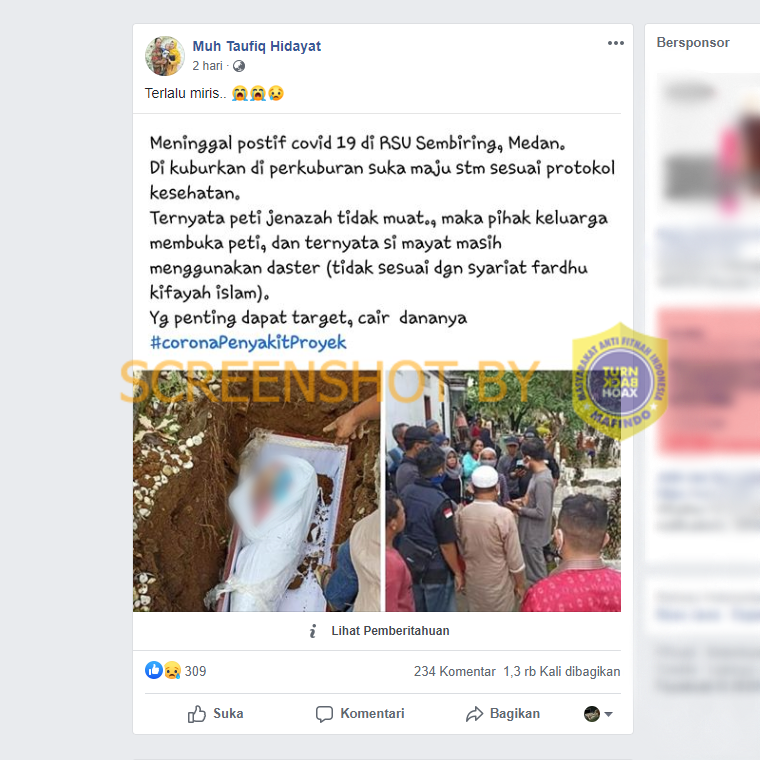 Muh Taufiq Hidayat
2 hari ·
Terlalu miris..
Bersponsor
Meninggal postif covid 19 di RSU Sembiring, Medan.
Di kuburkan di perkuburan suka maju stm sesuai protokol
kesehatan.
Ternyata peti jenazah tidak muat., maka pihak keluarga
membuka peti, dan ternyata si mayat masih
menggunakan daster (tidak sesuai dgn syariat fardhu
kifayah islam).
Yg penting dapat target, cair dananya
#coronaPenyakitProyek
SCREENSHOT BY
MASYARAKAT ANTI FITNAH INDONESIA
TURN
BACK
HOAX
MAFINDO
Lihat Pemberitahuan
309
234 Komentar 1,3 rb Kali dibagikan
Suka
Komentari
Bagikan